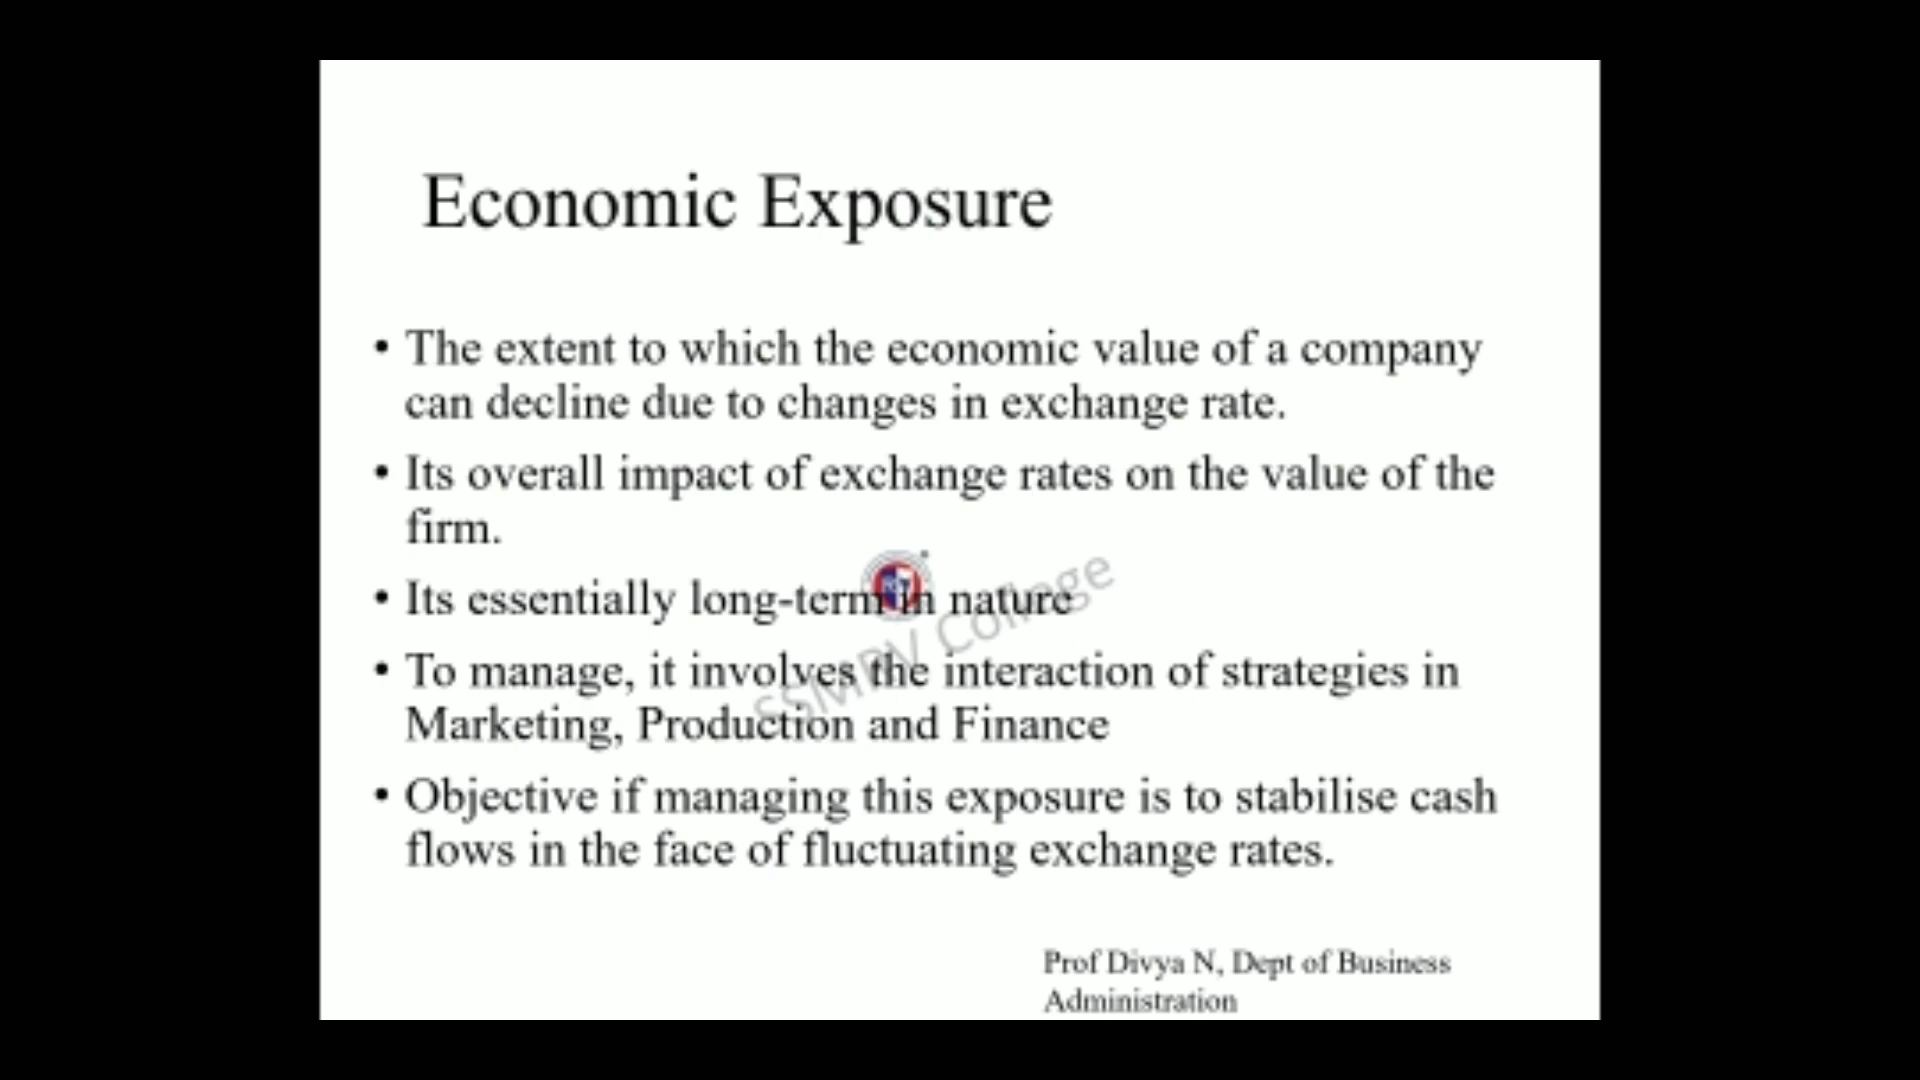 Economic Exposure
• The extent to which the economic value of a company
can decline due to changes in exchange rate.
• Its overall impact of exchange rates on the value of the
firm.
• Its essentially long-term in nature
• To manage, it involves the interaction of strategies in
Marketing, Production and Finance
• Objective if managing this exposure is to stabilise cash
flows in the face of fluctuating exchange rates.
SSMRV College
Prof Divya N, Dept of Business
Administration